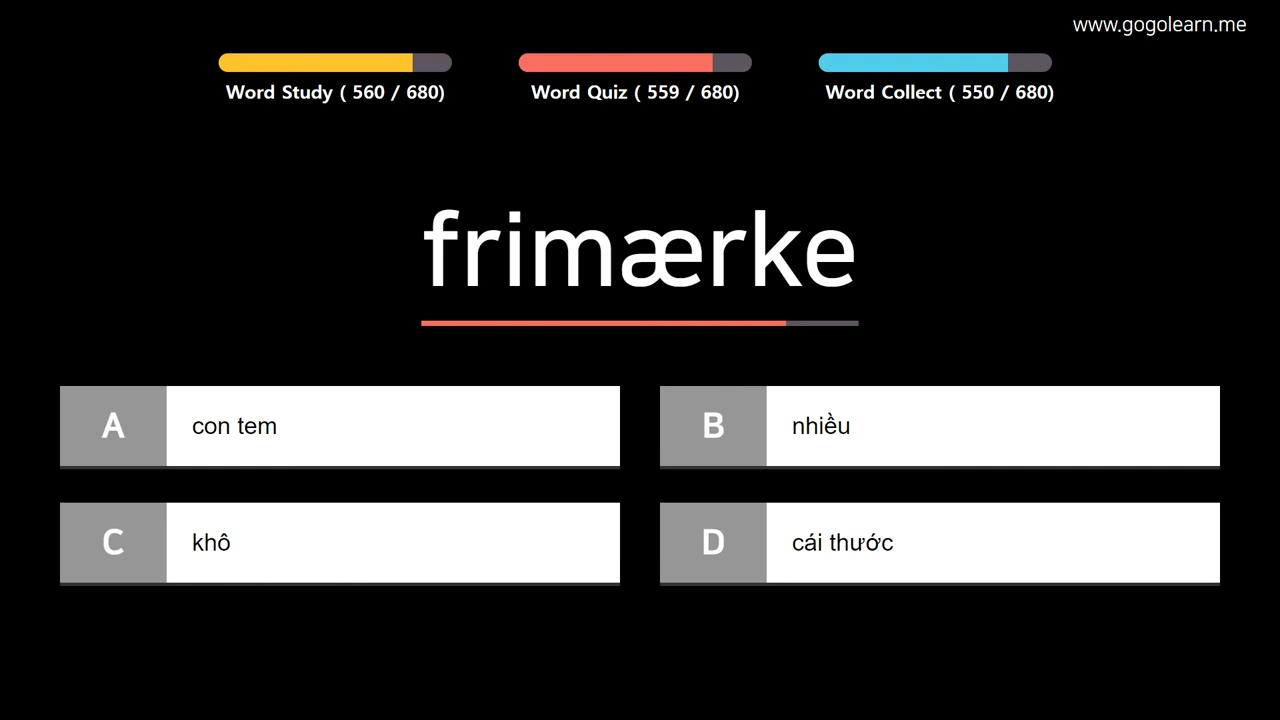 www.gogolearn.me
Word Study ( 560 / 680)
Word Quiz ( 559 / 680)
Word Collect ( 550 / 680)
frimærke
A con tem
B nhiều
C khô
D cái thước